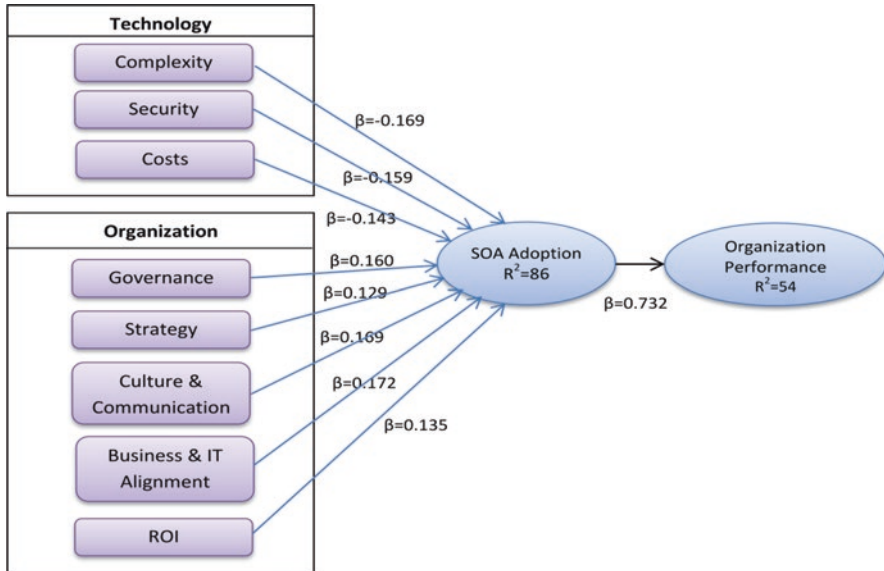 Technology
Complexity
Security
Costs
β=-0.169
β=-0.159
β=-0.143
Organization
Governance
Strategy
Culture &
Communication
Business & IT
Alignment
ROI
β=0.160
β=0.129
β=0.169
β=0.172
β=0.135
SOA Adoption
R²=86
β=0.732
Organization
Performance
R²=54